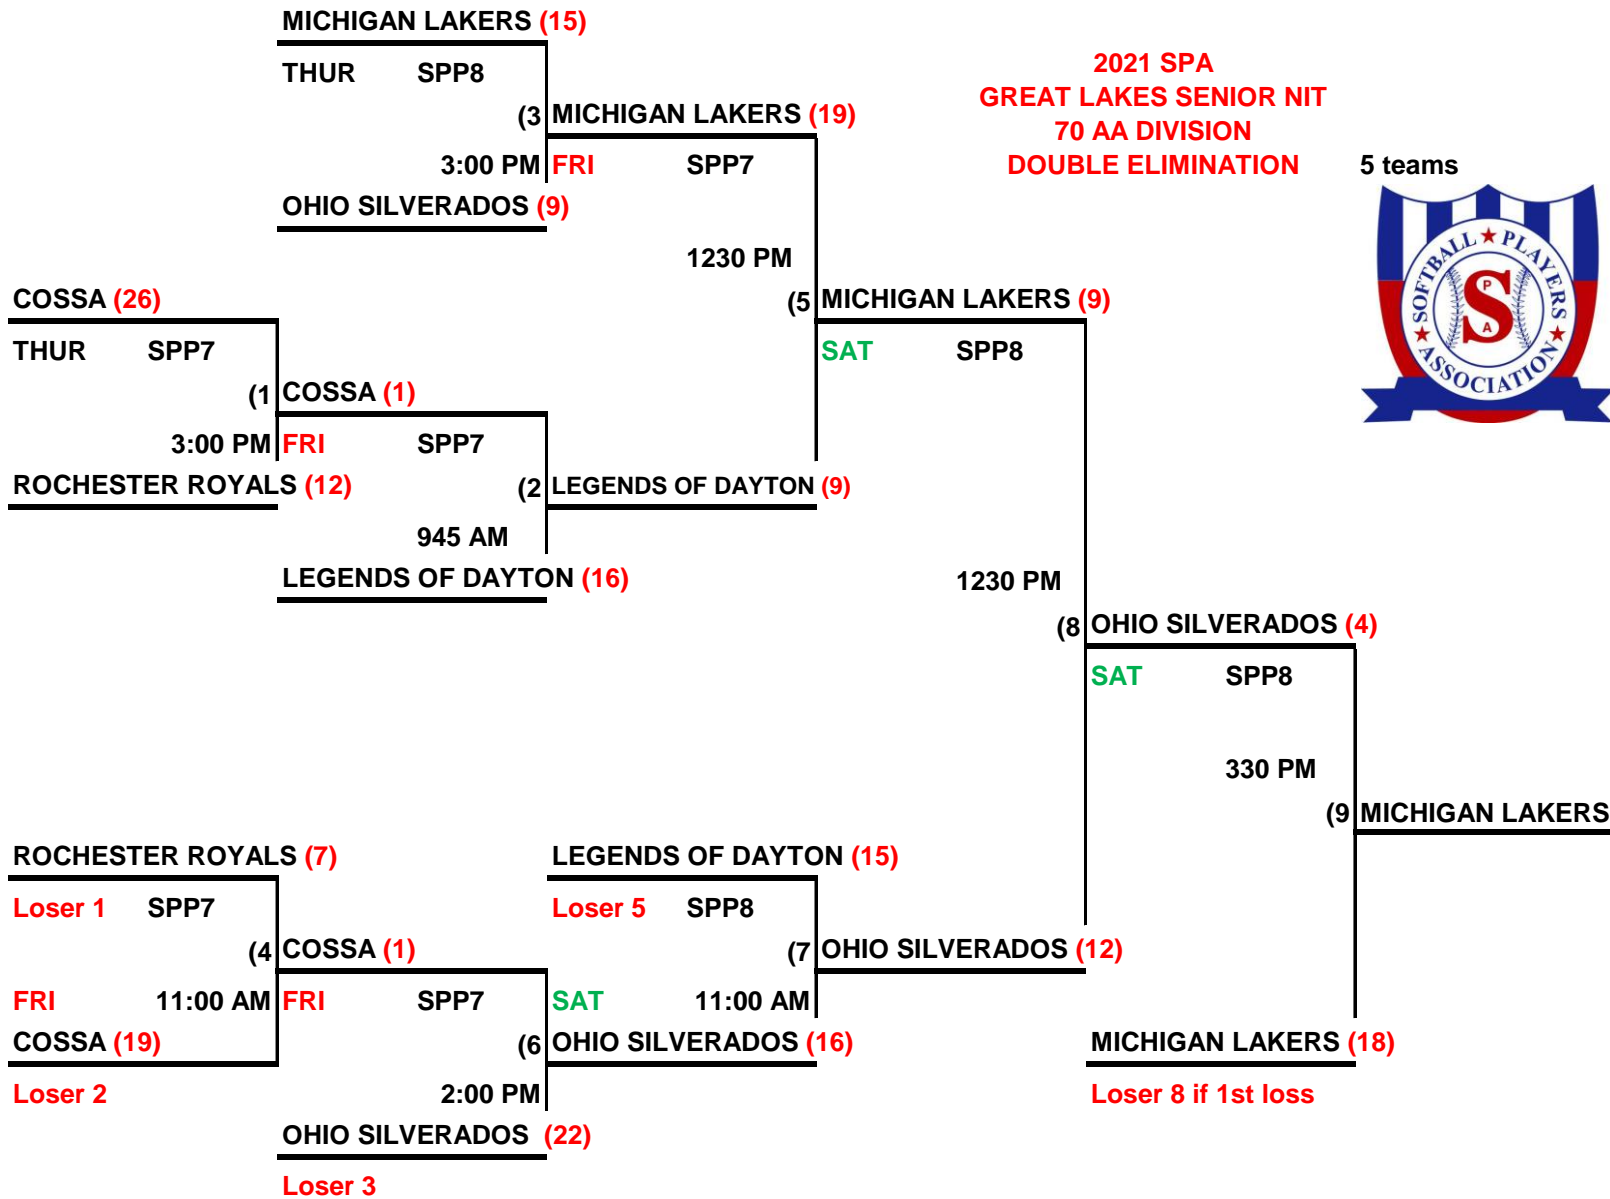 MICHIGAN LAKERS (15)
THUR SPP8
2021 SPA
GREAT LAKES SENIOR NIT
(3 MICHIGAN LAKERS (19)
70 AA DIVISION
3:00 PM FRI SPP7
DOUBLE ELIMINATION 5 teams
OHIO SILVERADOS (9)
SOFTBALL ★ PLAYERS ★ ASSOCIATION ★
S P A
1230 PM
COSSA (26)
(5 MICHIGAN LAKERS (9)
THUR SPP7
SAT SPP8
(1 COSSA (1)
3:00 PM FRI SPP7
ROCHESTER ROYALS (12)
(2 LEGENDS OF DAYTON (9)
945 AM
LEGENDS OF DAYTON (16)
1230 PM
(8 OHIO SILVERADOS (4)
SAT SPP8
330 PM
(9 MICHIGAN LAKERS
ROCHESTER ROYALS (7)
LEGENDS OF DAYTON (15)
Loser 1 SPP7
Loser 5 SPP8
(4 COSSA (1)
(7 OHIO SILVERADOS (12)
FRI 11:00 AM FRI SPP7
SAT 11:00 AM
COSSA (19)
(6 OHIO SILVERADOS (16)
MICHIGAN LAKERS (18)
Loser 2
2:00 PM
Loser 8 if 1st loss
OHIO SILVERADOS (22)
Loser 3